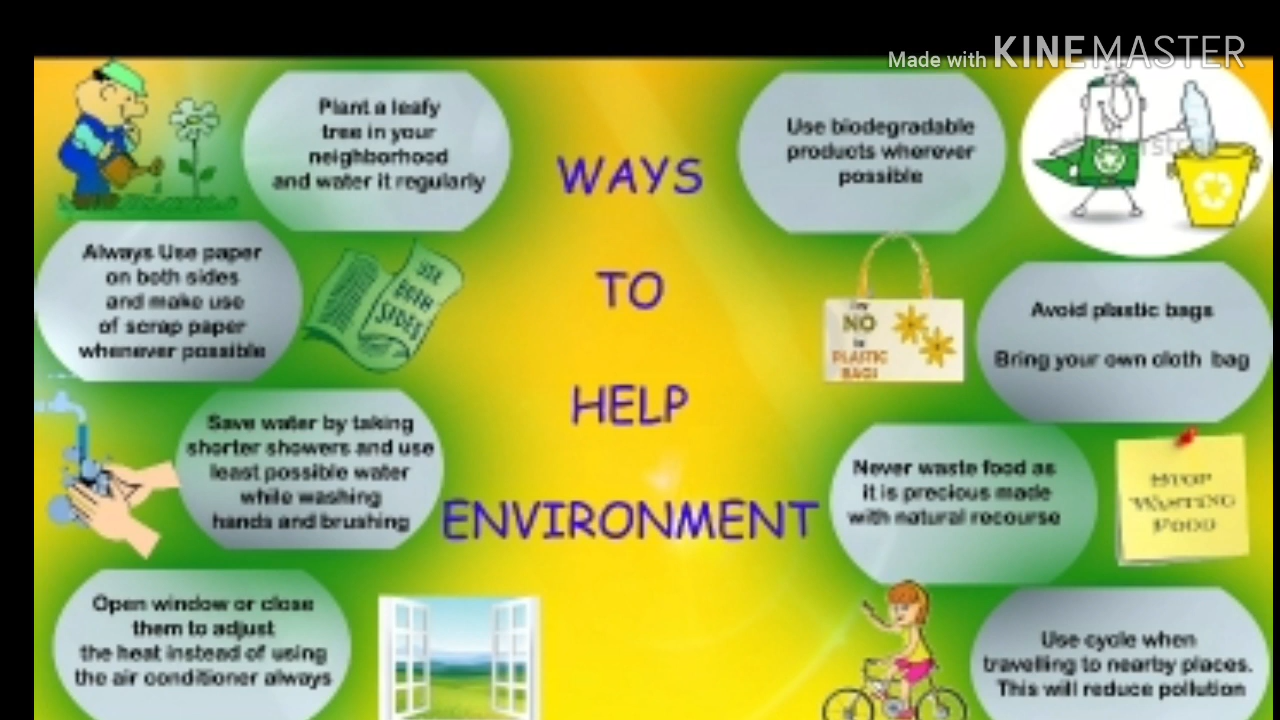 Made with KINEMASTER
WAYS
TO
HELP
ENVIRONMENT
Plant a leafy
tree in your
neighborhood
and water it regularly
Always Use paper
on both sides
and make use
of scrap paper
whenever possible
USE
BOTH
SIDES
Save water by taking
shorter showers and use
least possible water
while washing
hands and brushing
Open window or close
them to adjust
the heat instead of using
the air conditioner always
Use biodegradable
products wherever
possible
Avoid plastic bags
Bring your own cloth bag
NO
to
PLASTIC
BAGS
Never waste food as
it is precious made
with natural recourse
STOP
WASTING
FOOD
Use cycle when
travelling to nearby places.
This will reduce pollution